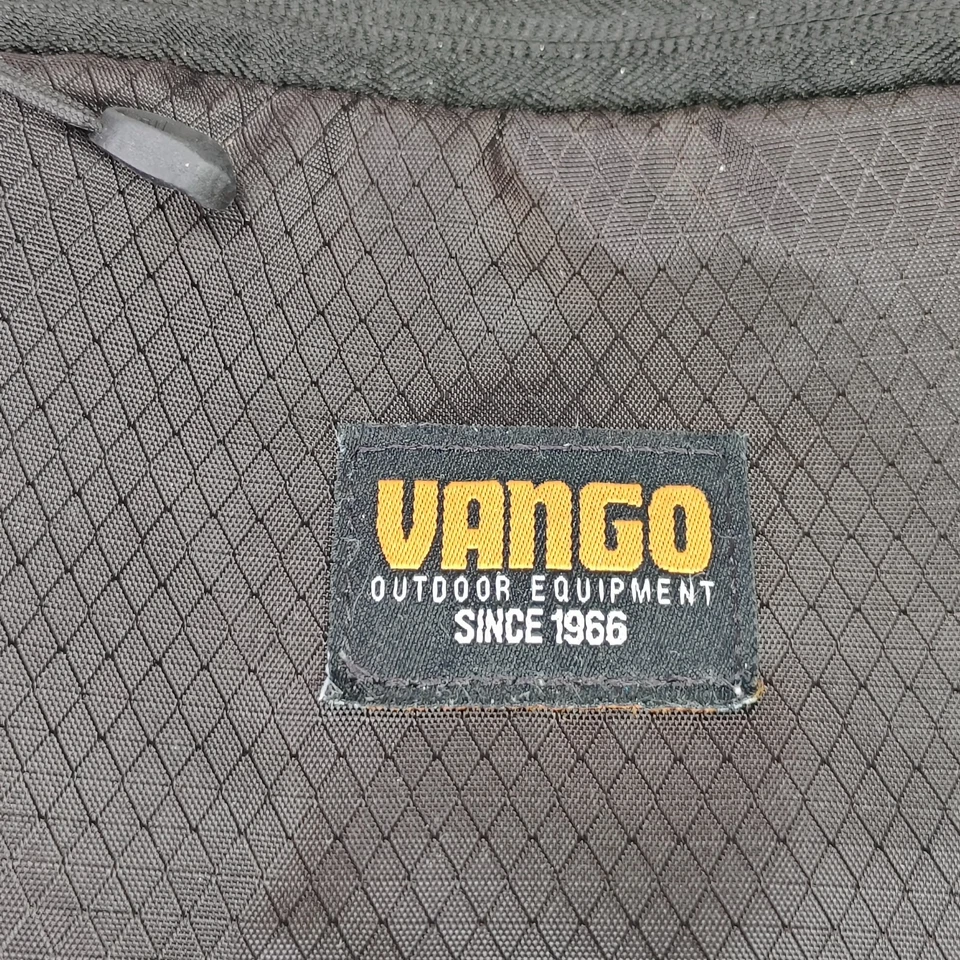 VANGO
OUTDOOR EQUIPMENT
SINCE 1966